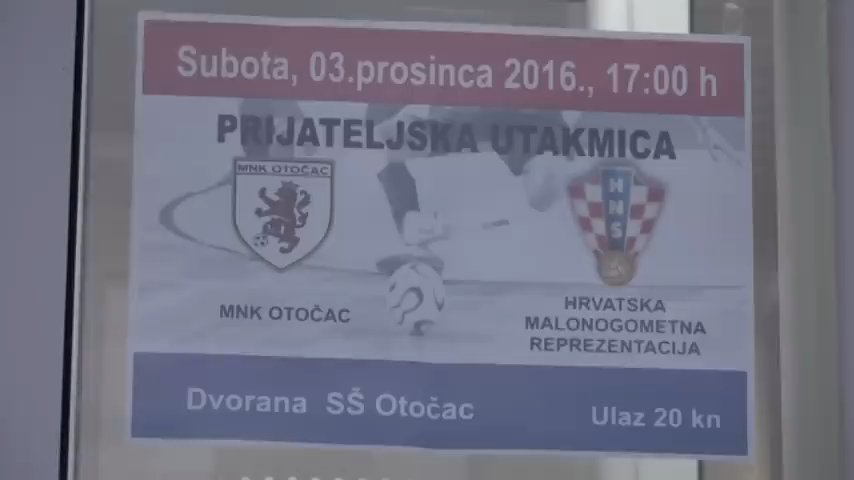 Subota, 03.prosinca 2016., 17:00 h
PRIJATELJSKA UTAKMICA
MNK OTOČAC
HNS
MNK OTOČAC
HRVATSKA
MALONOGOMETNA
REPREZENTACIJA
Dvorana SŠ Otočac
Ulaz 20 kn